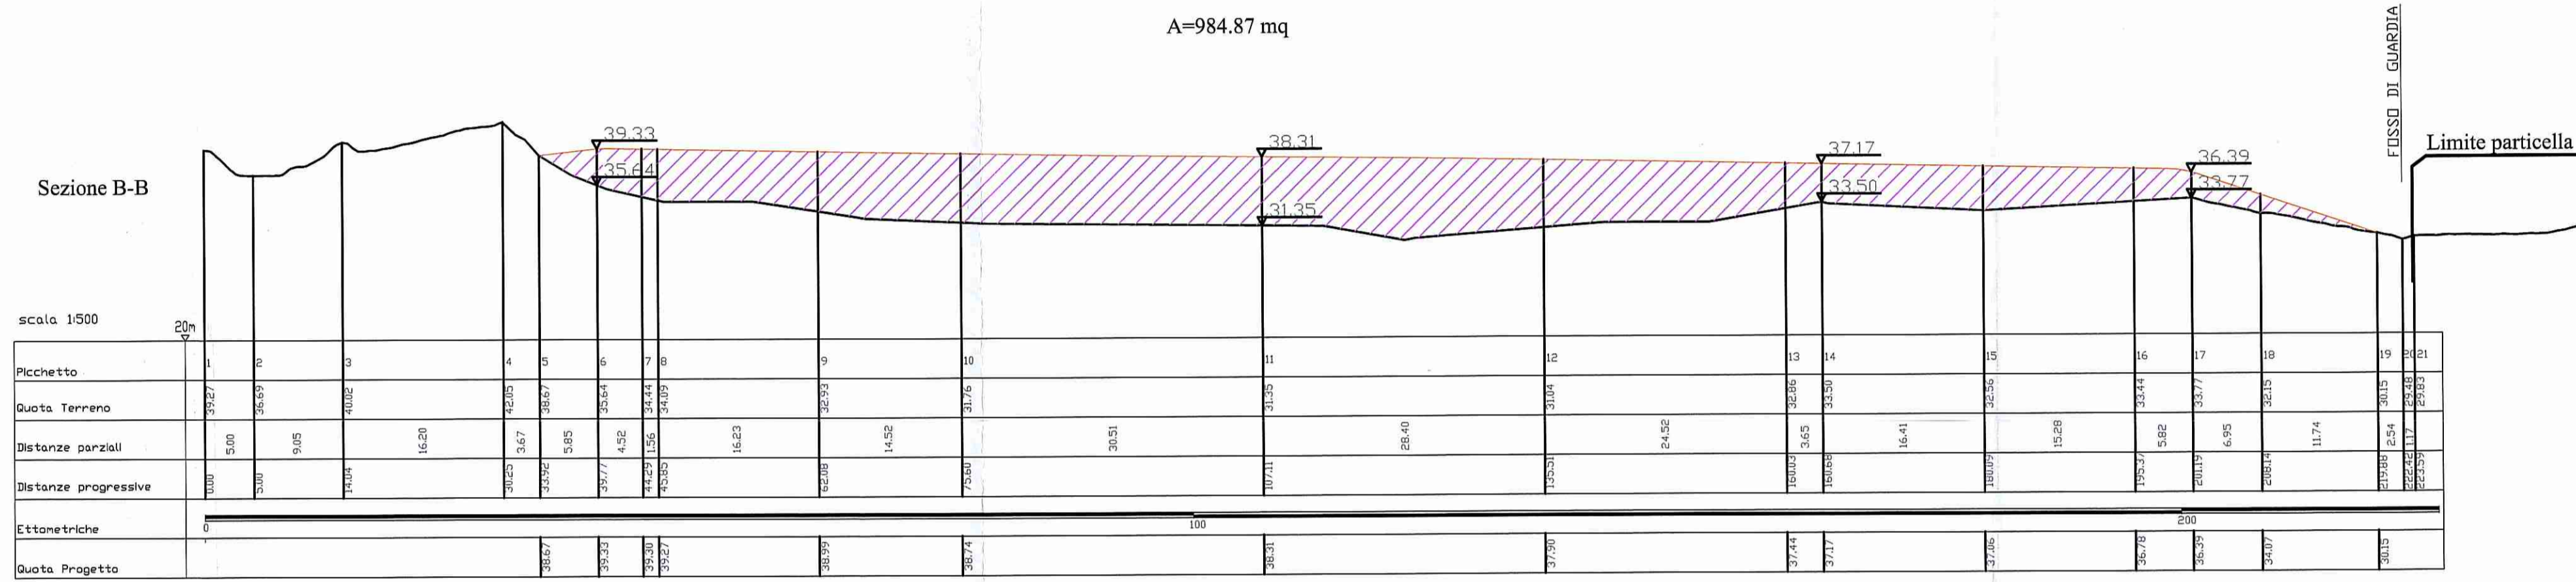 A=984.87 mq
FOSSO DI GUARDIA
Limite particella
Sezione B-B
39.33
35.64
38.31
31.35
37.17
33.50
36.39
33.77
scala 1:500
20m
Picchetto 1 2 3 4 5 6 7 8 9 10 11 12 13 14 15 16 17 18 19 20 21
Quota Terreno 39.27 36.69 40.02 42.05 38.67 35.64 34.44 34.09 32.93 31.76 31.35 31.04 32.86 33.50 32.56 33.44 33.77 32.15 30.15 29.48 29.83
Distanze parziali 5.00 9.05 16.20 3.67 5.85 4.52 1.56 16.23 14.52 30.51 28.40 24.52 3.65 16.41 15.28 5.82 6.95 11.74 2.54 1.17
Distanze progressive 0.00 5.00 14.04 30.25 33.92 39.77 44.29 45.85 62.08 75.60 107.11 135.51 160.03 160.68 180.09 195.37 201.19 208.14 219.88 222.42 223.59
Ettometriche 0 100 200
Quota Progetto 38.67 39.33 39.30 39.27 38.99 38.74 38.31 37.90 37.44 37.17 37.06 36.78 36.39 34.07 30.15